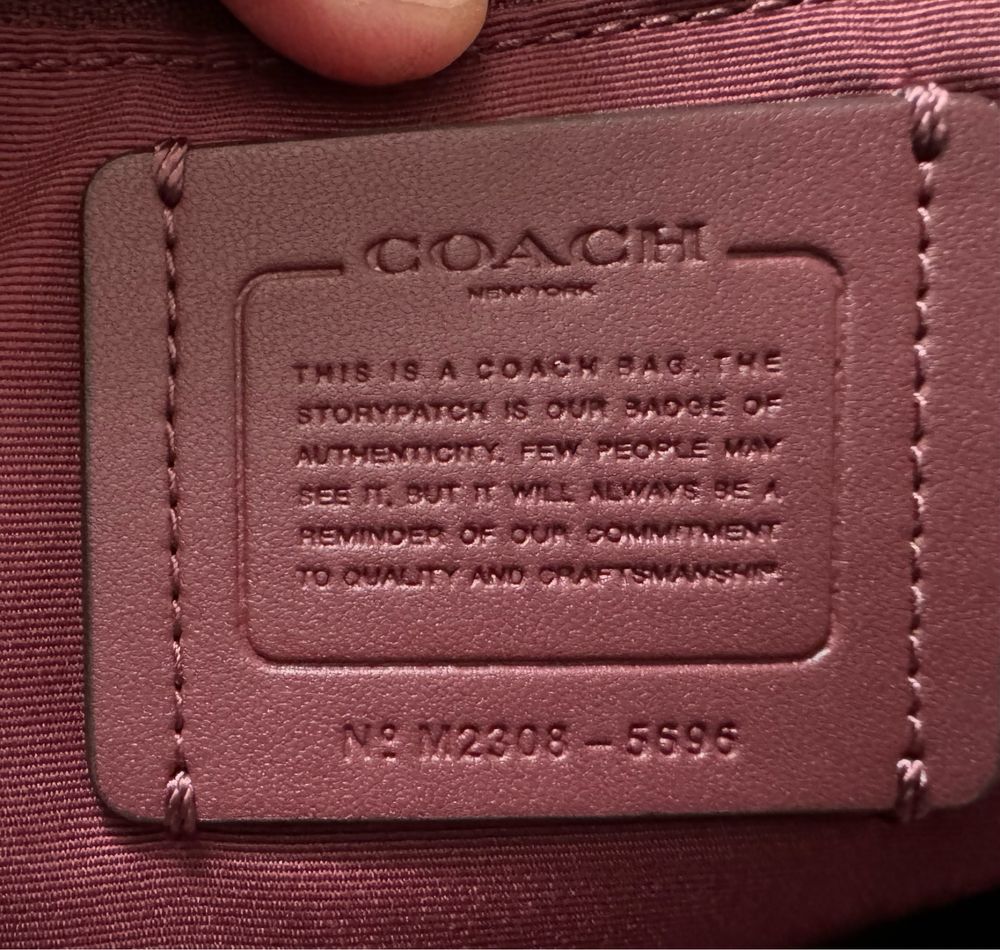 COACH
NEW YORK
THIS IS A COACH BAG. THE
STORYPATCH IS OUR BADGE OF
AUTHENTICITY. FEW PEOPLE MAY
SEE IT, BUT IT WILL ALWAYS BE A
REMINDER OF OUR COMMITMENT
TO QUALITY AND CRAFTSMANSHIP.
Nº M2308 – 5696